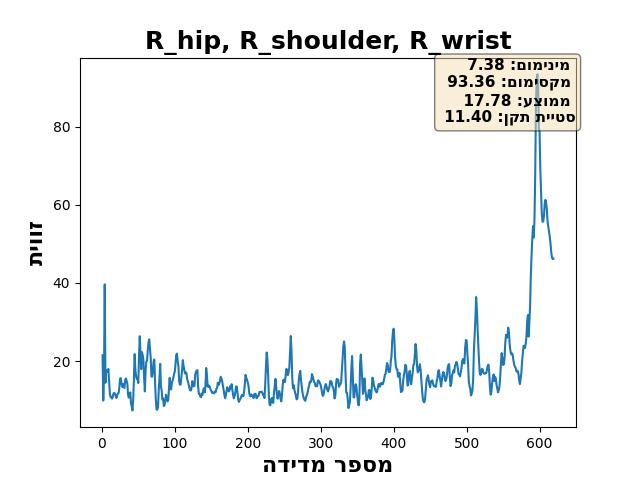 R_hip, R_shoulder, R_wrist
מינימום: 7.38
מקסימום: 93.36
ממוצע: 17.78
סטיית תקן: 11.40
זווית
80
60
40
20
0 100 200 300 400 500 600
מספר מדידה